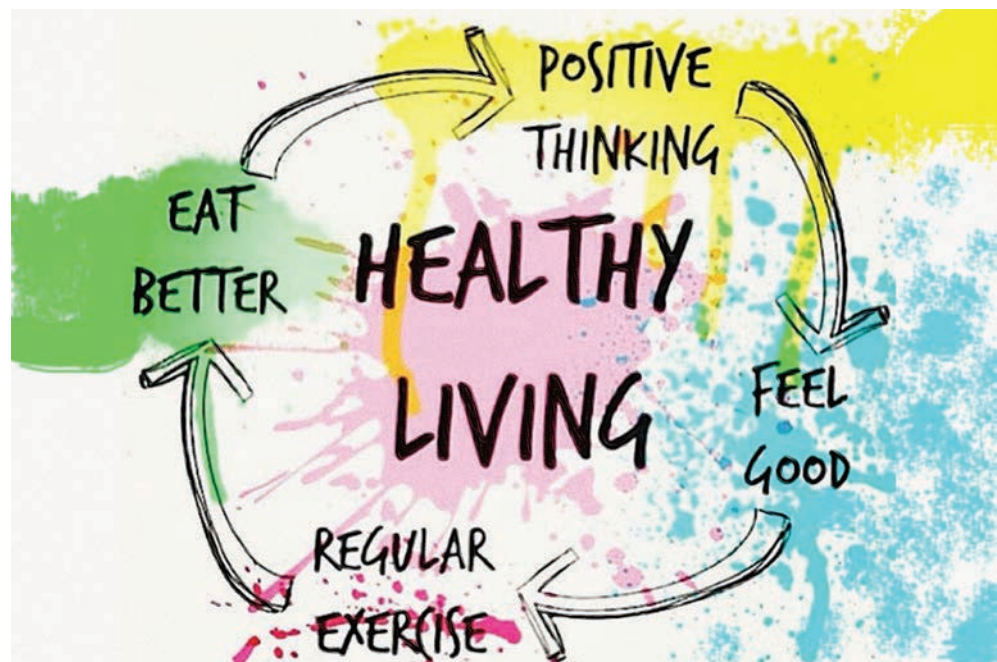 POSITIVE
THINKING
EAT
BETTER
HEALTHY
LIVING
FEEL
GOOD
REGULAR
EXERCISE